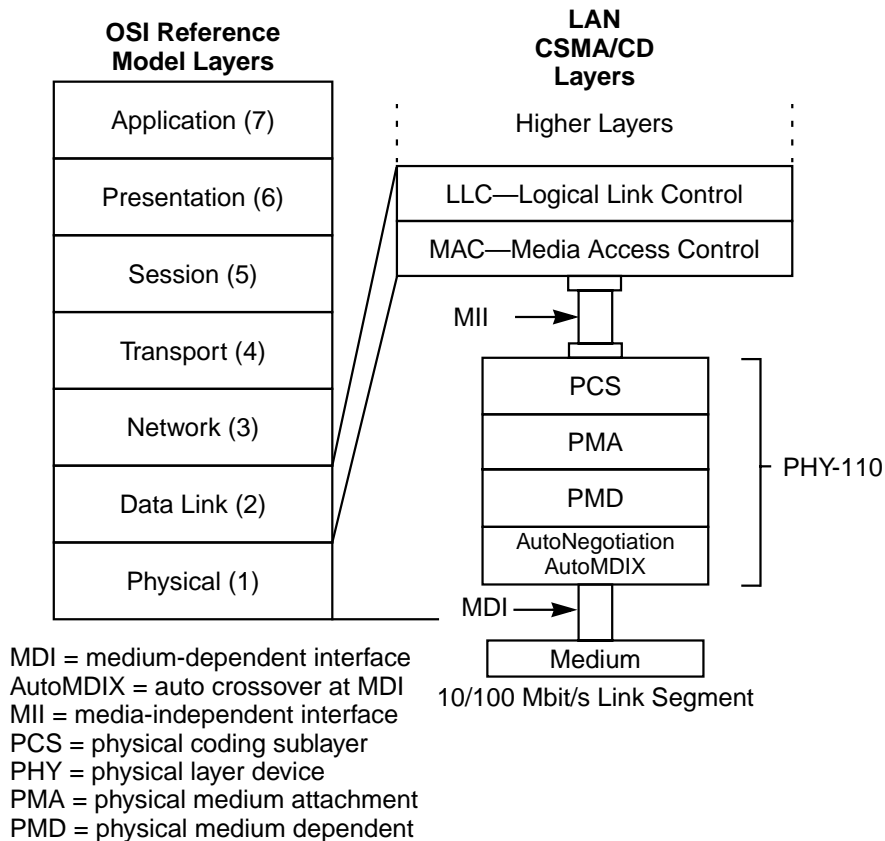 OSI Reference
Model Layers
Application (7)
Presentation (6)
Session (5)
Transport (4)
Network (3)
Data Link (2)
Physical (1)
LAN
CSMA/CD
Layers
Higher Layers
LLC—Logical Link Control
MAC—Media Access Control
MII
PCS
PMA
PMD
AutoNegotiation
AutoMDIX
PHY-110
MDI
Medium
10/100 Mbit/s Link Segment
MDI = medium-dependent interface
AutoMDIX = auto crossover at MDI
MII = media-independent interface
PCS = physical coding sublayer
PHY = physical layer device
PMA = physical medium attachment
PMD = physical medium dependent